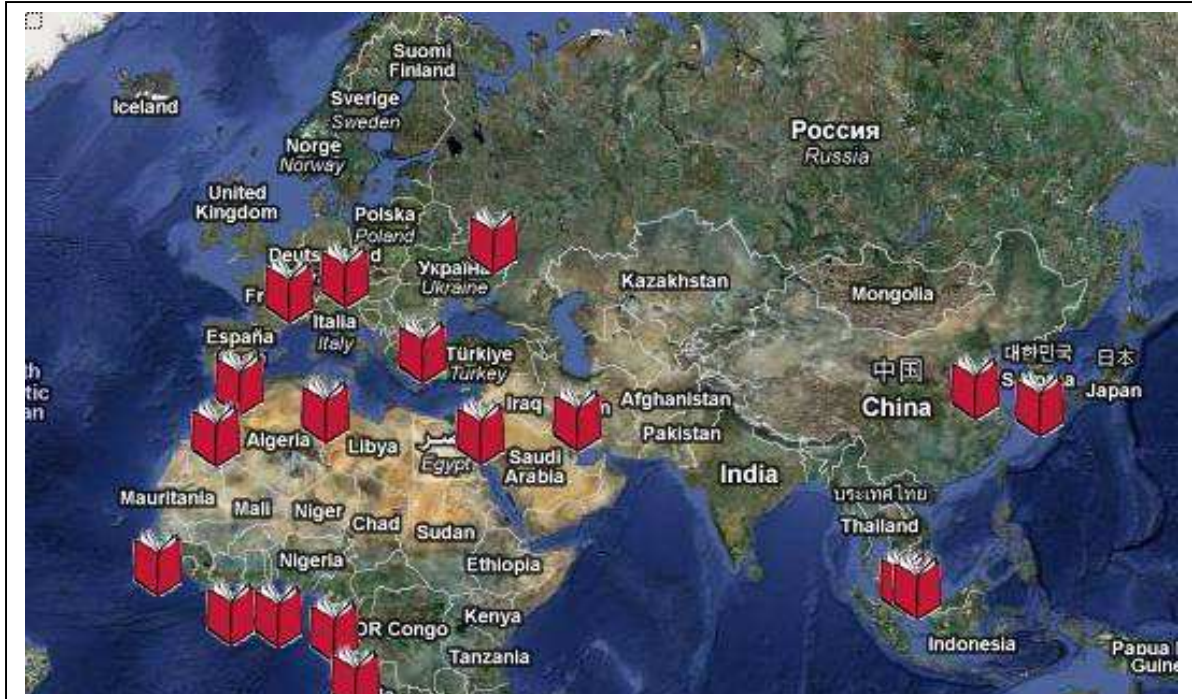 Suomi
Finland
Iceland
Sverige
Sweden
Россия
Russia
Norge
Norway
United
Kingdom
Polska
Poland
Україна
Ukraine
Kazakhstan
Mongolia
Italia
Italy
España
Türkiye
Turkey
대한민국
日本
中国
Japan
China
Iraq
Afghanistan
Pakistan
Algeria
Libya
Egypt
Saudi
Arabia
India
Mauritania
Mali
Niger
Chad
Sudan
ประเทศไทย
Thailand
Nigeria
Ethiopia
Kenya
DR Congo
Tanzania
Indonesia
Papua